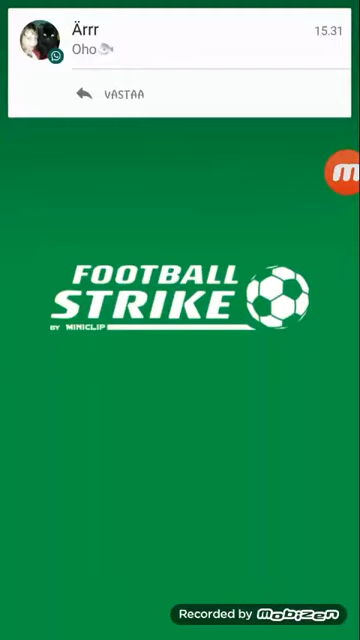 Ärrr
15.31
Oho🐡
VASTAA
m
FOOTBALL
STRIKE
BY MINICLIP
Recorded by mobizen